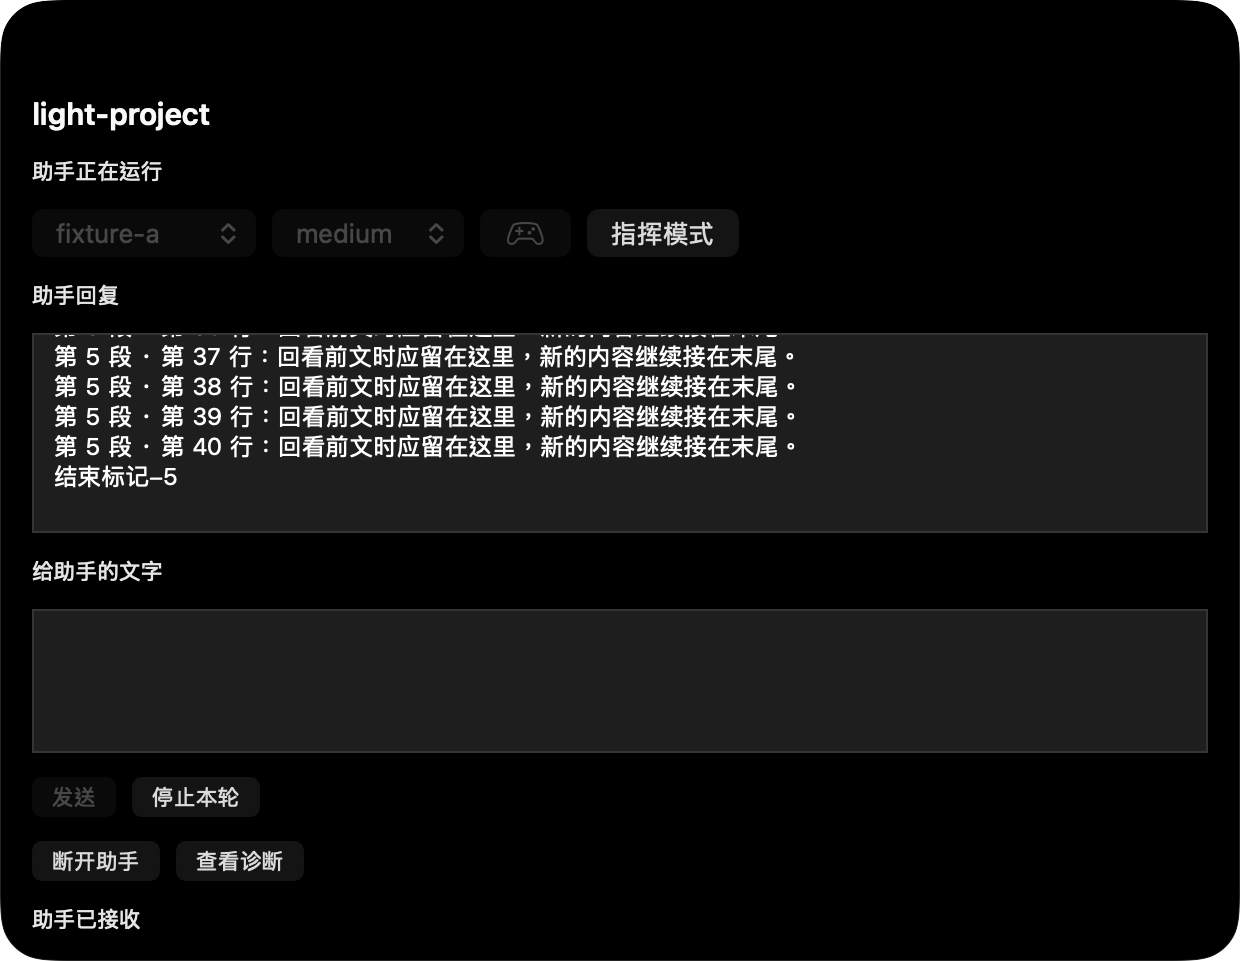 light-project
助手正在运行
fixture-a
medium
指挥模式
助手回复
第 5 段 · 第 37 行：回看前文时应留在这里，新的内容继续接在末尾。
第 5 段 · 第 38 行：回看前文时应留在这里，新的内容继续接在末尾。
第 5 段 · 第 39 行：回看前文时应留在这里，新的内容继续接在末尾。
第 5 段 · 第 40 行：回看前文时应留在这里，新的内容继续接在末尾。
结束标记-5
给助手的文字
发送
停止本轮
断开助手
查看诊断
助手已接收